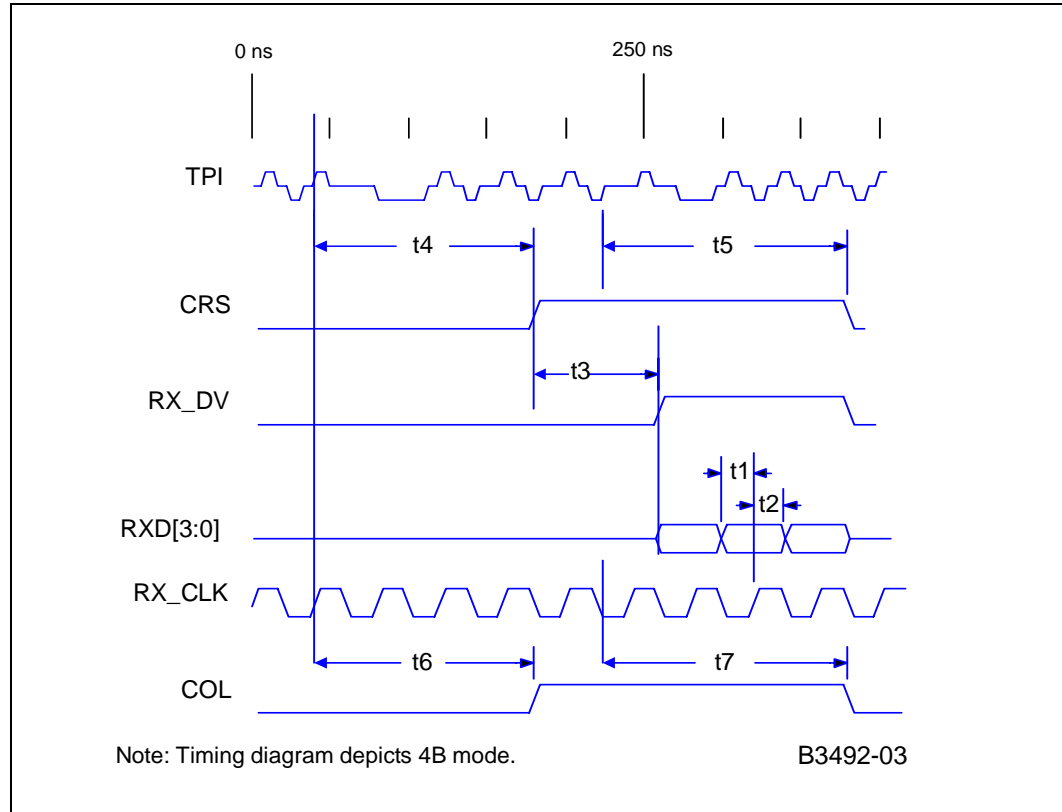 0 ns 250 ns
TPI
t4 t5
CRS
t3
RX_DV
t1
t2
RXD[3:0]
RX_CLK
t6 t7
COL
Note: Timing diagram depicts 4B mode. B3492-03